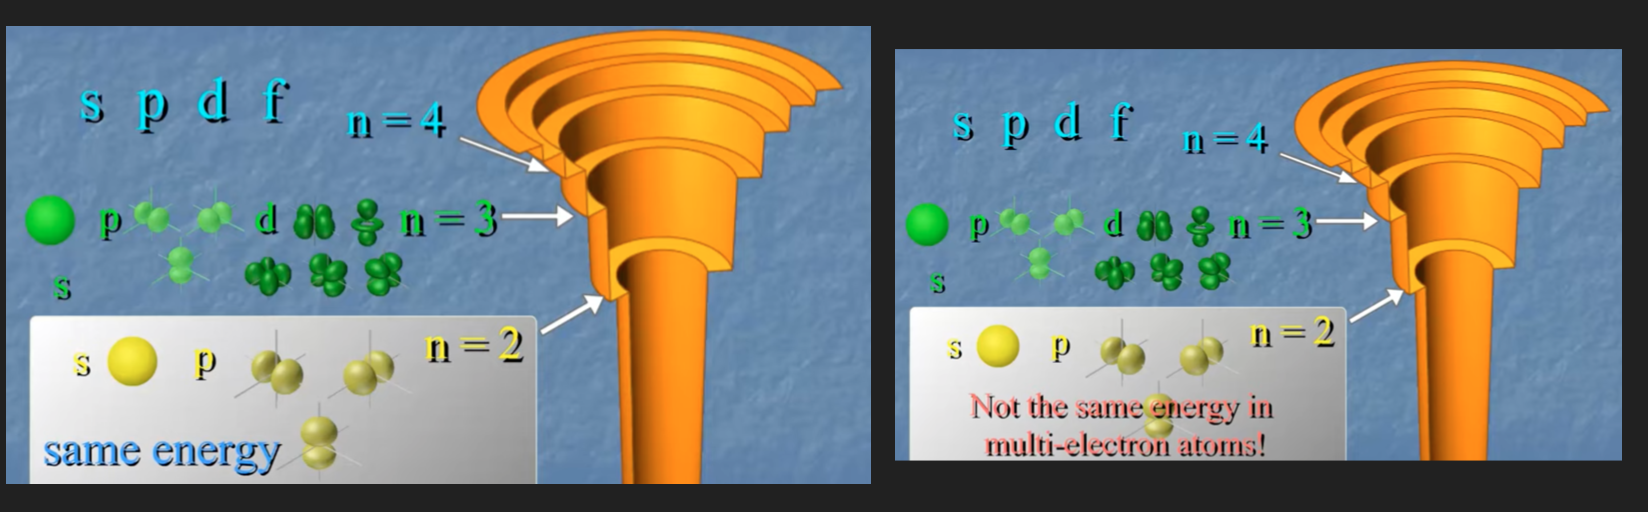 s p d f
n = 4
p d n = 3
s
s p n = 2
same energy
s p d f
n = 4
p d n = 3
s
s p n = 2
Not the same energy in
multi-electron atoms!